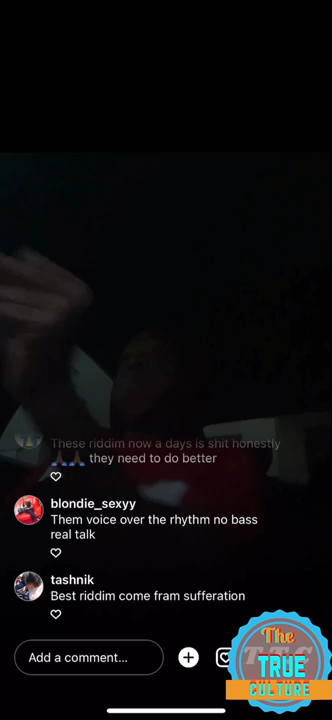 These riddim now a days is shit honestly
🙏🏾🙏🏾 they need to do better
blondie_sexyy
Them voice over the rhythm no bass
real talk
tashnik
Best riddim come fram sufferation
Add a comment...
The
TRUE
CULTURE